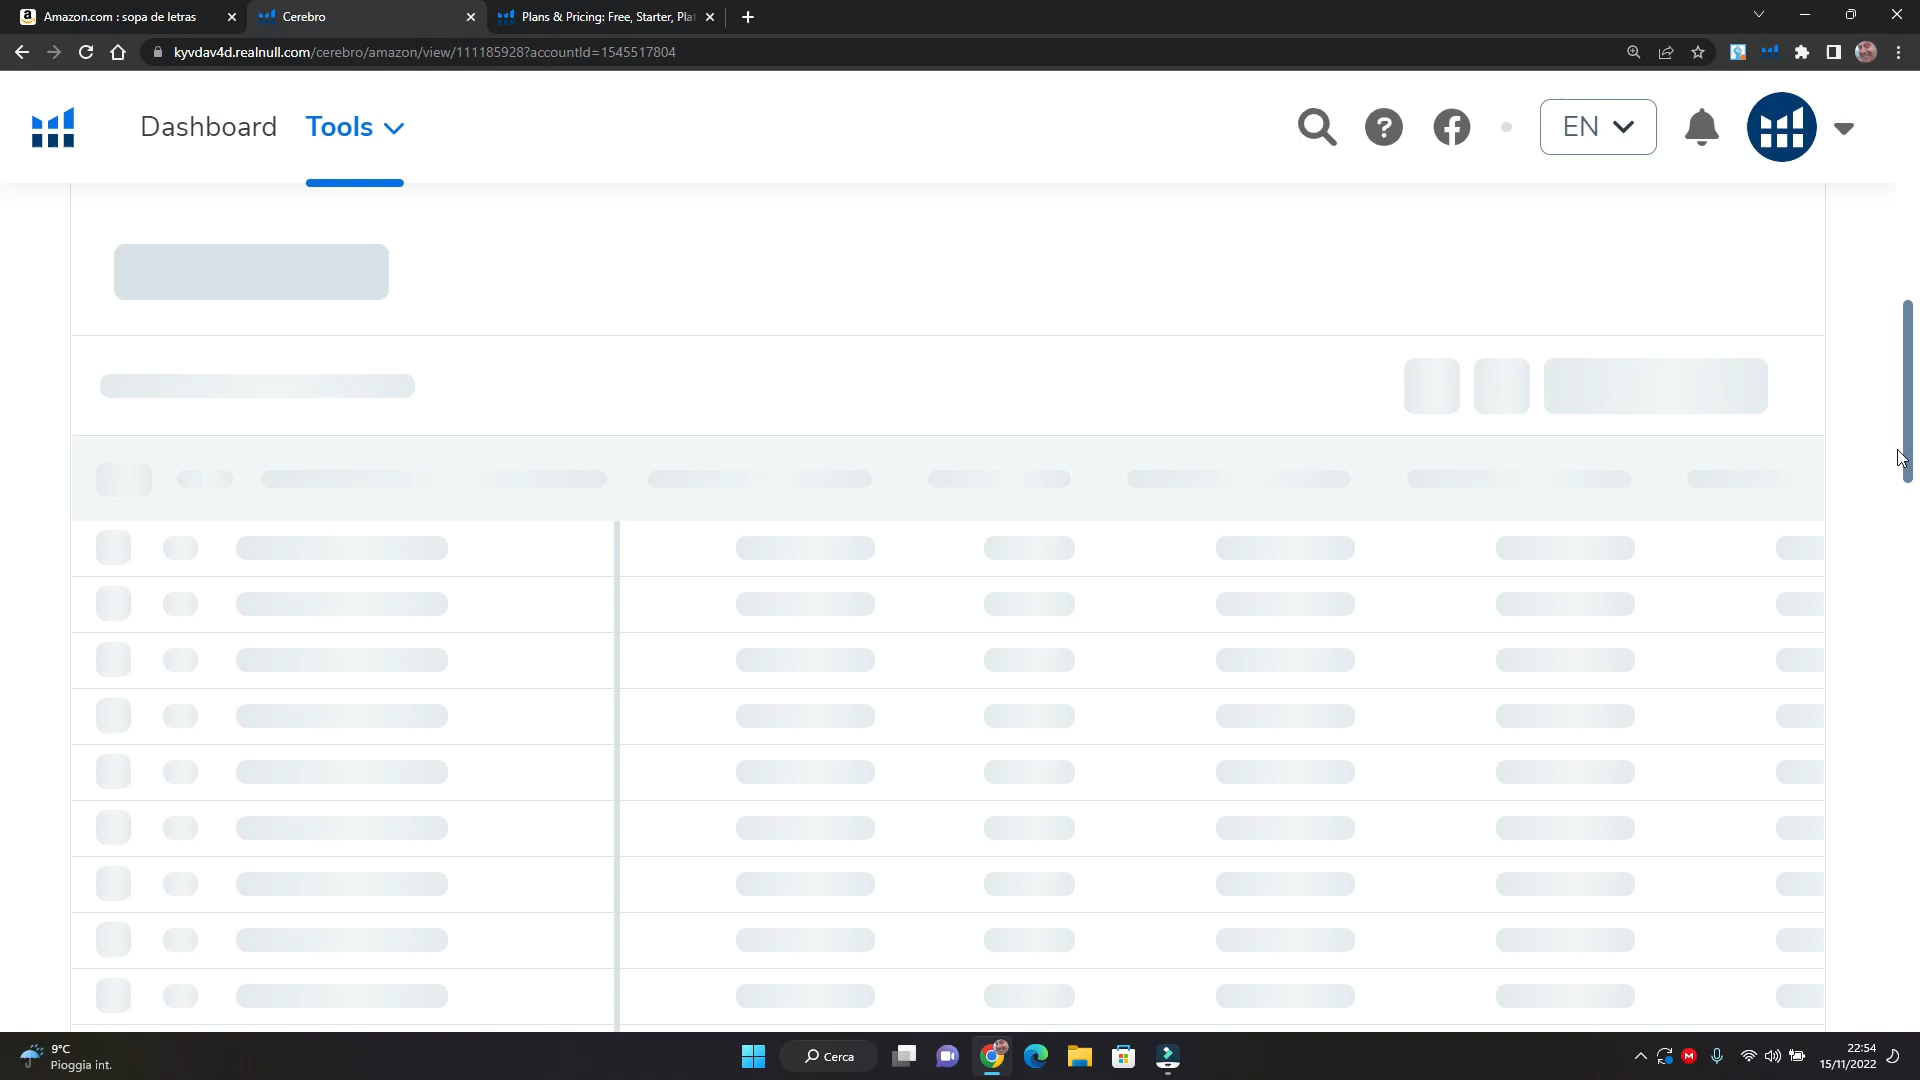 Amazon.com : sopa de letras
Cerebro
Plans & Pricing: Free, Starter, Pla
kyvdav4d.realnull.com/cerebro/amazon/view/111185928?accountId=1545517804
Dashboard
Tools
EN
9°C
Pioggia int.
Cerca
22:54
15/11/2022